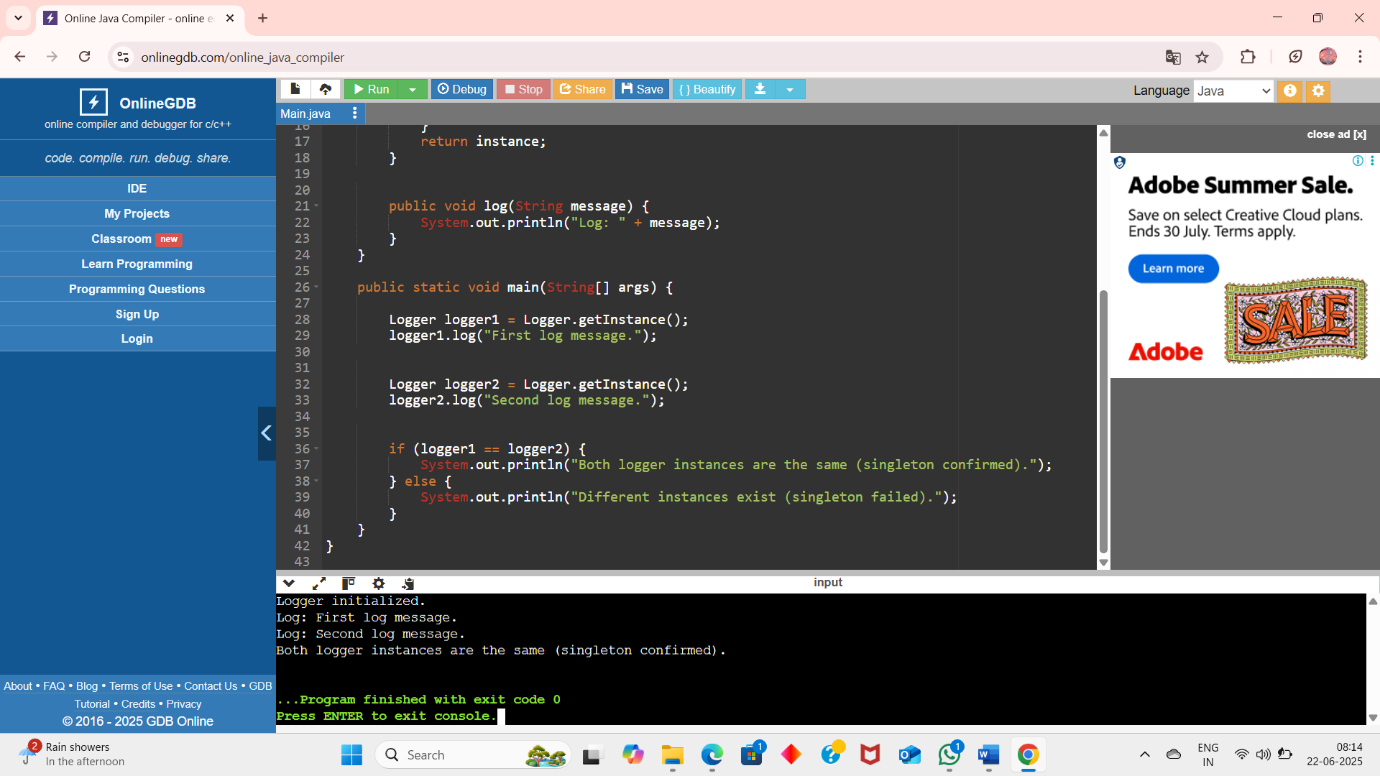 Online Java Compiler - online e
onlinegdb.com/online_java_compiler
OnlineGDB
online compiler and debugger for c/c++
code. compile. run. debug. share.
IDE
My Projects
Classroom new
Learn Programming
Programming Questions
Sign Up
Login
About • FAQ • Blog • Terms of Use • Contact Us • GDB
Tutorial • Credits • Privacy
© 2016 - 2025 GDB Online
Run Debug Stop Share Save { } Beautify
Language Java
Main.java
16 }
17 return instance;
18 }
19
20
21 public void log(String message) {
22 System.out.println("Log: " + message);
23 }
24 }
25
26 public static void main(String[] args) {
27
28 Logger logger1 = Logger.getInstance();
29 logger1.log("First log message.");
30
31
32 Logger logger2 = Logger.getInstance();
33 logger2.log("Second log message.");
34
35
36 if (logger1 == logger2) {
37 System.out.println("Both logger instances are the same (singleton confirmed).");
38 } else {
39 System.out.println("Different instances exist (singleton failed).");
40 }
41 }
42 }
43
input
Logger initialized.
Log: First log message.
Log: Second log message.
Both logger instances are the same (singleton confirmed).
...Program finished with exit code 0
Press ENTER to exit console.
close ad [x]
Adobe Summer Sale.
Save on select Creative Cloud plans.
Ends 30 July. Terms apply.
Learn more
SALE
Adobe
2
Rain showers
In the afternoon
Search
1
1
ENG
IN
08:14
22-06-2025